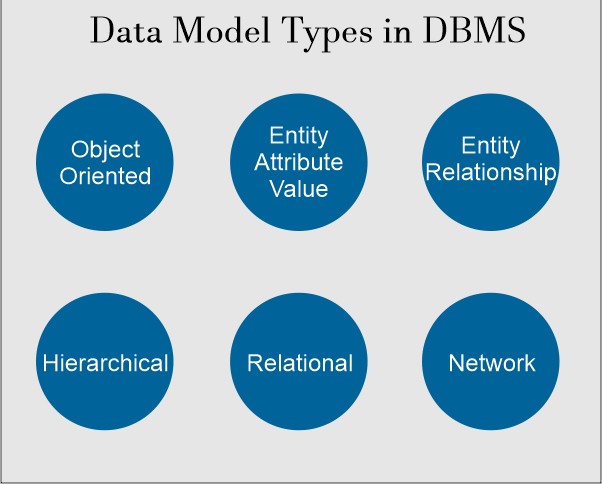 Data Model Types in DBMS
Object
Oriented
Entity
Attribute
Value
Entity
Relationship
Hierarchical
Relational
Network